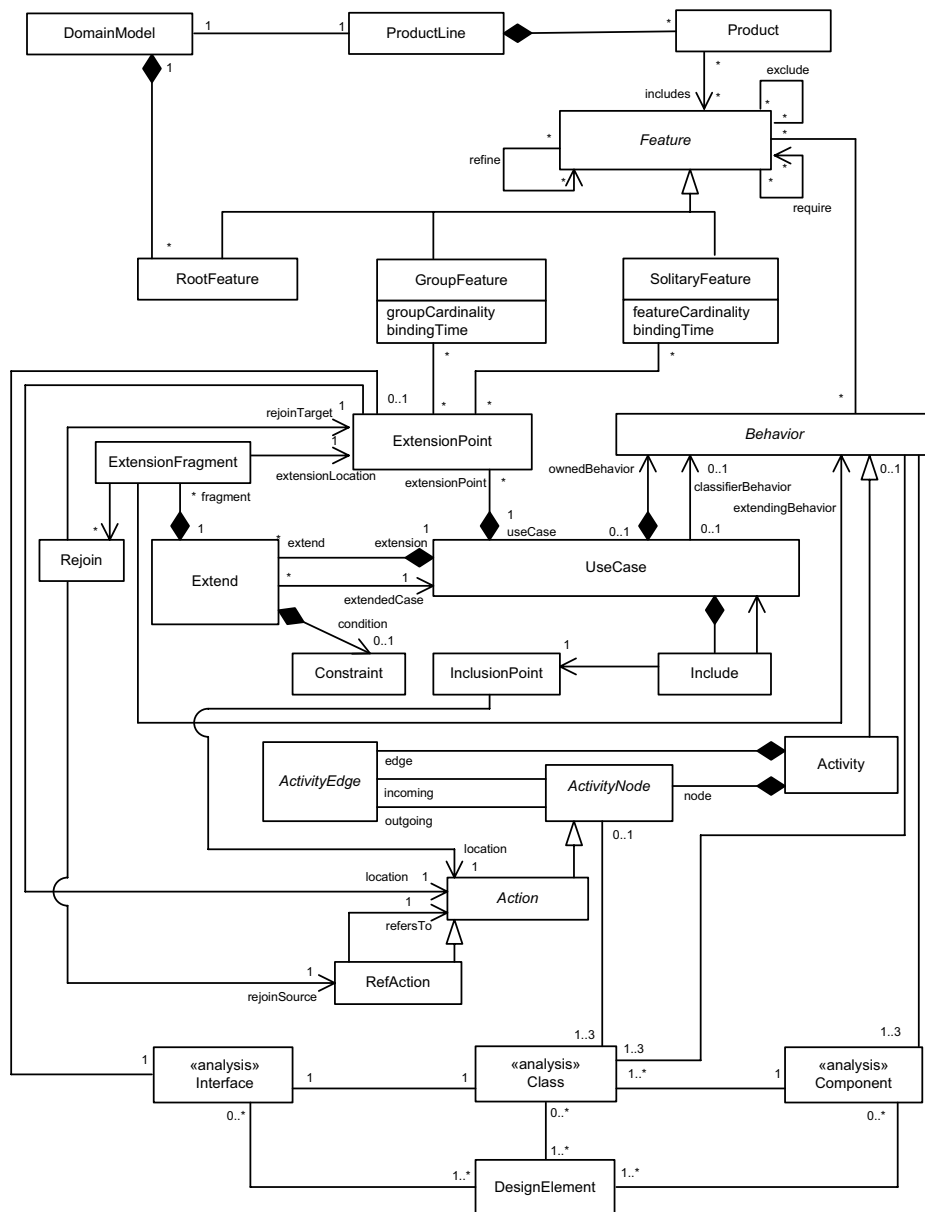 DomainModel
1
1
ProductLine
*
Product
1
*
exclude
includes
*
*
*
*
Feature
*
refine
*
*
*
*
require
*
RootFeature
GroupFeature
SolitaryFeature
groupCardinality
bindingTime
featureCardinality
bindingTime
*
*
0..1
*
*
*
rejoinTarget
1
ExtensionPoint
Behavior
ExtensionFragment
1
extensionLocation
extensionPoint
*
ownedBehavior
0..1
0..1
classifierBehavior
extendingBehavior
*
fragment
*
1
1
1
useCase
0..1
0..1
Rejoin
*
extend
extension
Extend
UseCase
*
1
extendedCase
condition
0..1
Constraint
1
InclusionPoint
Include
edge
Activity
ActivityEdge
ActivityNode
node
incoming
outgoing
0..1
location
1
location
1
Action
1
refersTo
1
RefAction
rejoinSource
1..3
1..3
1..3
1
«analysis»
Interface
1
1
«analysis»
Class
1..*
1
«analysis»
Component
0..*
0..*
0..*
1..*
1..*
1..*
DesignElement